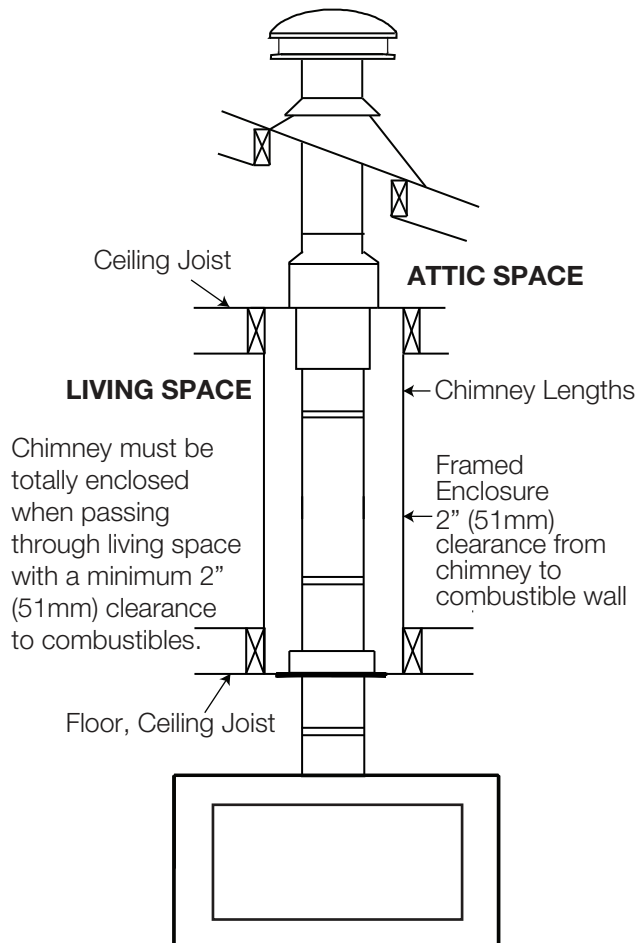 Ceiling Joist
ATTIC SPACE
LIVING SPACE
Chimney Lengths
Chimney must be
totally enclosed
when passing
through living space
with a minimum 2”
(51mm) clearance
to combustibles.
Framed
Enclosure
2” (51mm)
clearance from
chimney to
combustible wall
Floor, Ceiling Joist